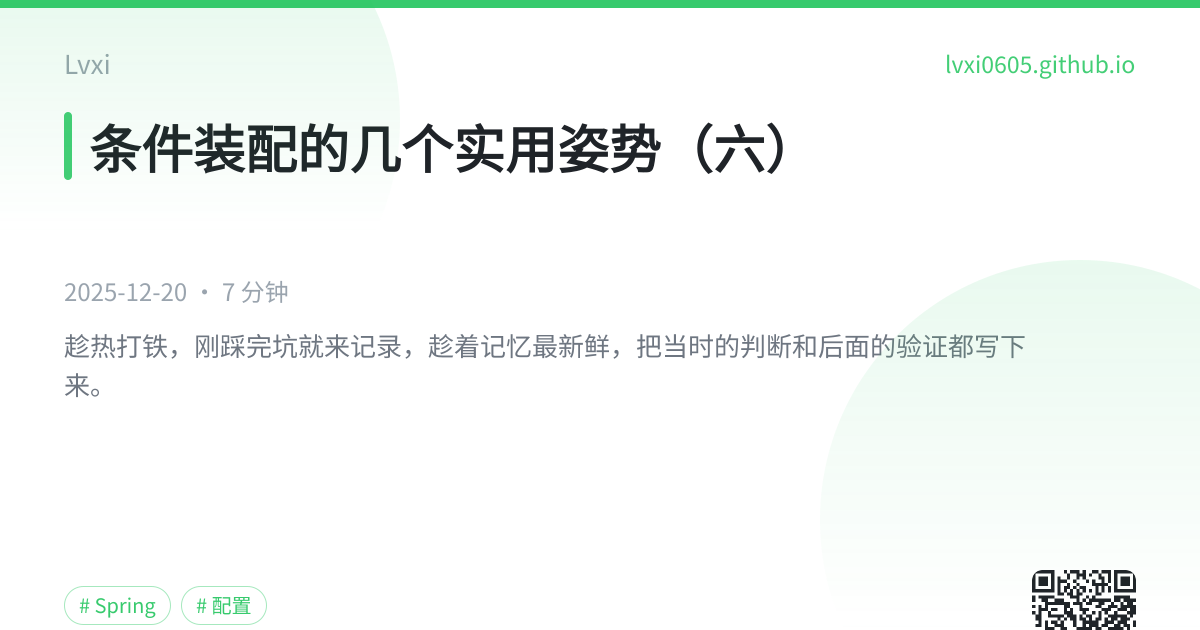 Lvxi
lvxi0605.github.io
条件装配的几个实用姿势（六）
2025-12-20 · 7 分钟
趁热打铁，刚踩完坑就来记录，趁着记忆最新鲜，把当时的判断和后面的验证都写下
来。
# Spring
# 配置